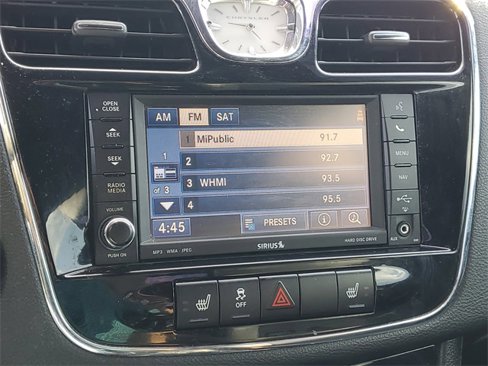 CHRYSLER
OPEN
CLOSE
SEEK
SEEK
RADIO
MEDIA
VOLUME
PUSH ON
AM FM SAT
1 MiPublic 91.7
2 92.7
3 WHMI 93.5
4 95.5
1
of 3
4:45
PRESETS
MENU
NAV
AUX
MP3 WMA JPEG
SIRIUS
HARD DISC DRIVE
OFF